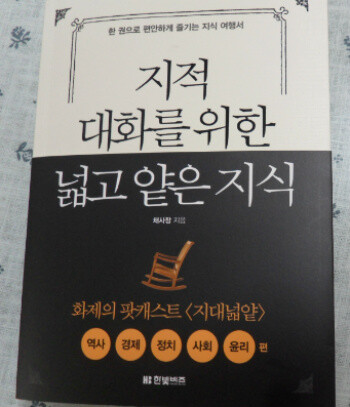 한 권으로 편안하게 즐기는 지식 여행서
지적
대화를 위한
넓고 얕은 지식
채사장 지음
화제의 팟캐스트 〈지대넓얕〉
역사 경제 정치 사회 윤리 편
HB 한빛비즈